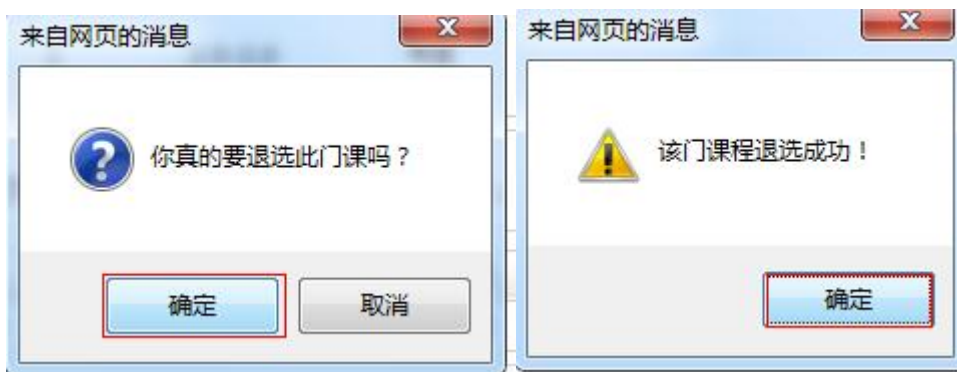 来自网页的消息
你真的要退选此门课吗？
确定
取消
来自网页的消息
该门课程退选成功！
确定